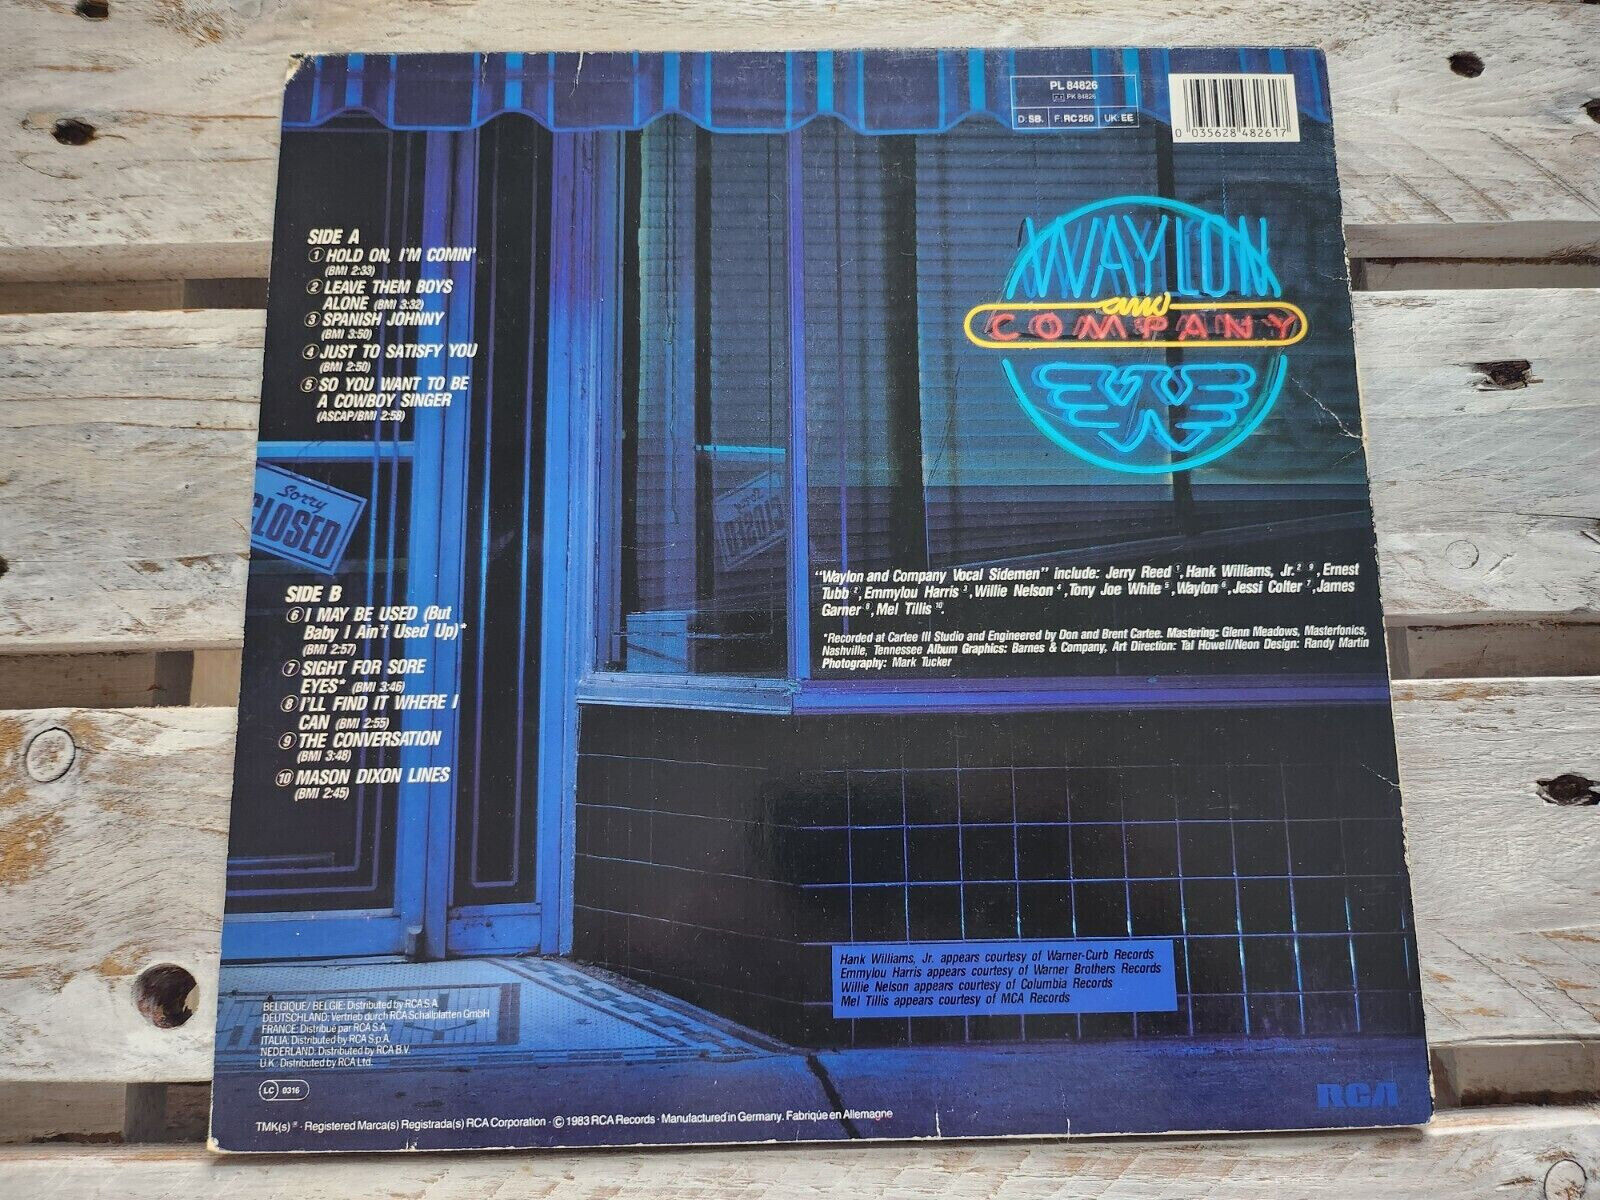 PL 84826
PK 84826
D: SB. F: RC 250 UK: EE
0 035628 482617
WAYLON
and
COMPANY
W
SIDE A
1 HOLD ON, I'M COMIN'
(BMI 2:33)
2 LEAVE THEM BOYS
ALONE (BMI 3:32)
3 SPANISH JOHNNY
(BMI 3:50)
4 JUST TO SATISFY YOU
(BMI 2:50)
5 SO YOU WANT TO BE
A COWBOY SINGER
(ASCAP/BMI 2:58)
Sorry
CLOSED
Sorry
CLOSED
SIDE B
6 I MAY BE USED (But
Baby I Ain't Used Up)*
(BMI 2:57)
7 SIGHT FOR SORE
EYES* (BMI 3:46)
8 I'LL FIND IT WHERE I
CAN (BMI 2:55)
9 THE CONVERSATION
(BMI 3:48)
10 MASON DIXON LINES
(BMI 2:45)
"Waylon and Company Vocal Sidemen" include: Jerry Reed ¹, Hank Williams, Jr. ² ⁹, Ernest
Tubb ², Emmylou Harris ³, Willie Nelson ⁴, Tony Joe White ⁵, Waylon ⁶, Jessi Colter ⁷, James
Garner ⁸, Mel Tillis ¹⁰.
*Recorded at Cartee III Studio and Engineered by Don and Brent Cartee. Mastering: Glenn Meadows, Masterfonics,
Nashville, Tennessee Album Graphics: Barnes & Company, Art Direction: Tal Howell/Neon Design: Randy Martin
Photography: Mark Tucker
Hank Williams, Jr. appears courtesy of Warner-Curb Records
Emmylou Harris appears courtesy of Warner Brothers Records
Willie Nelson appears courtesy of Columbia Records
Mel Tillis appears courtesy of MCA Records
BELGIQUE/BELGIE: Distributed by RCA S.A.
DEUTSCHLAND: Vertrieb durch RCA Schallplatten GmbH
FRANCE: Distribué par RCA S.A.
ITALIA: Distributed by RCA S.p.A.
NEDERLAND: Distributed by RCA B.V.
U.K.: Distributed by RCA Ltd.
LC 0316
RCA
TMK(s) ® · Registered Marca(s) Registrada(s) RCA Corporation · © 1983 RCA Records · Manufactured in Germany. Fabriqué en Allemagne